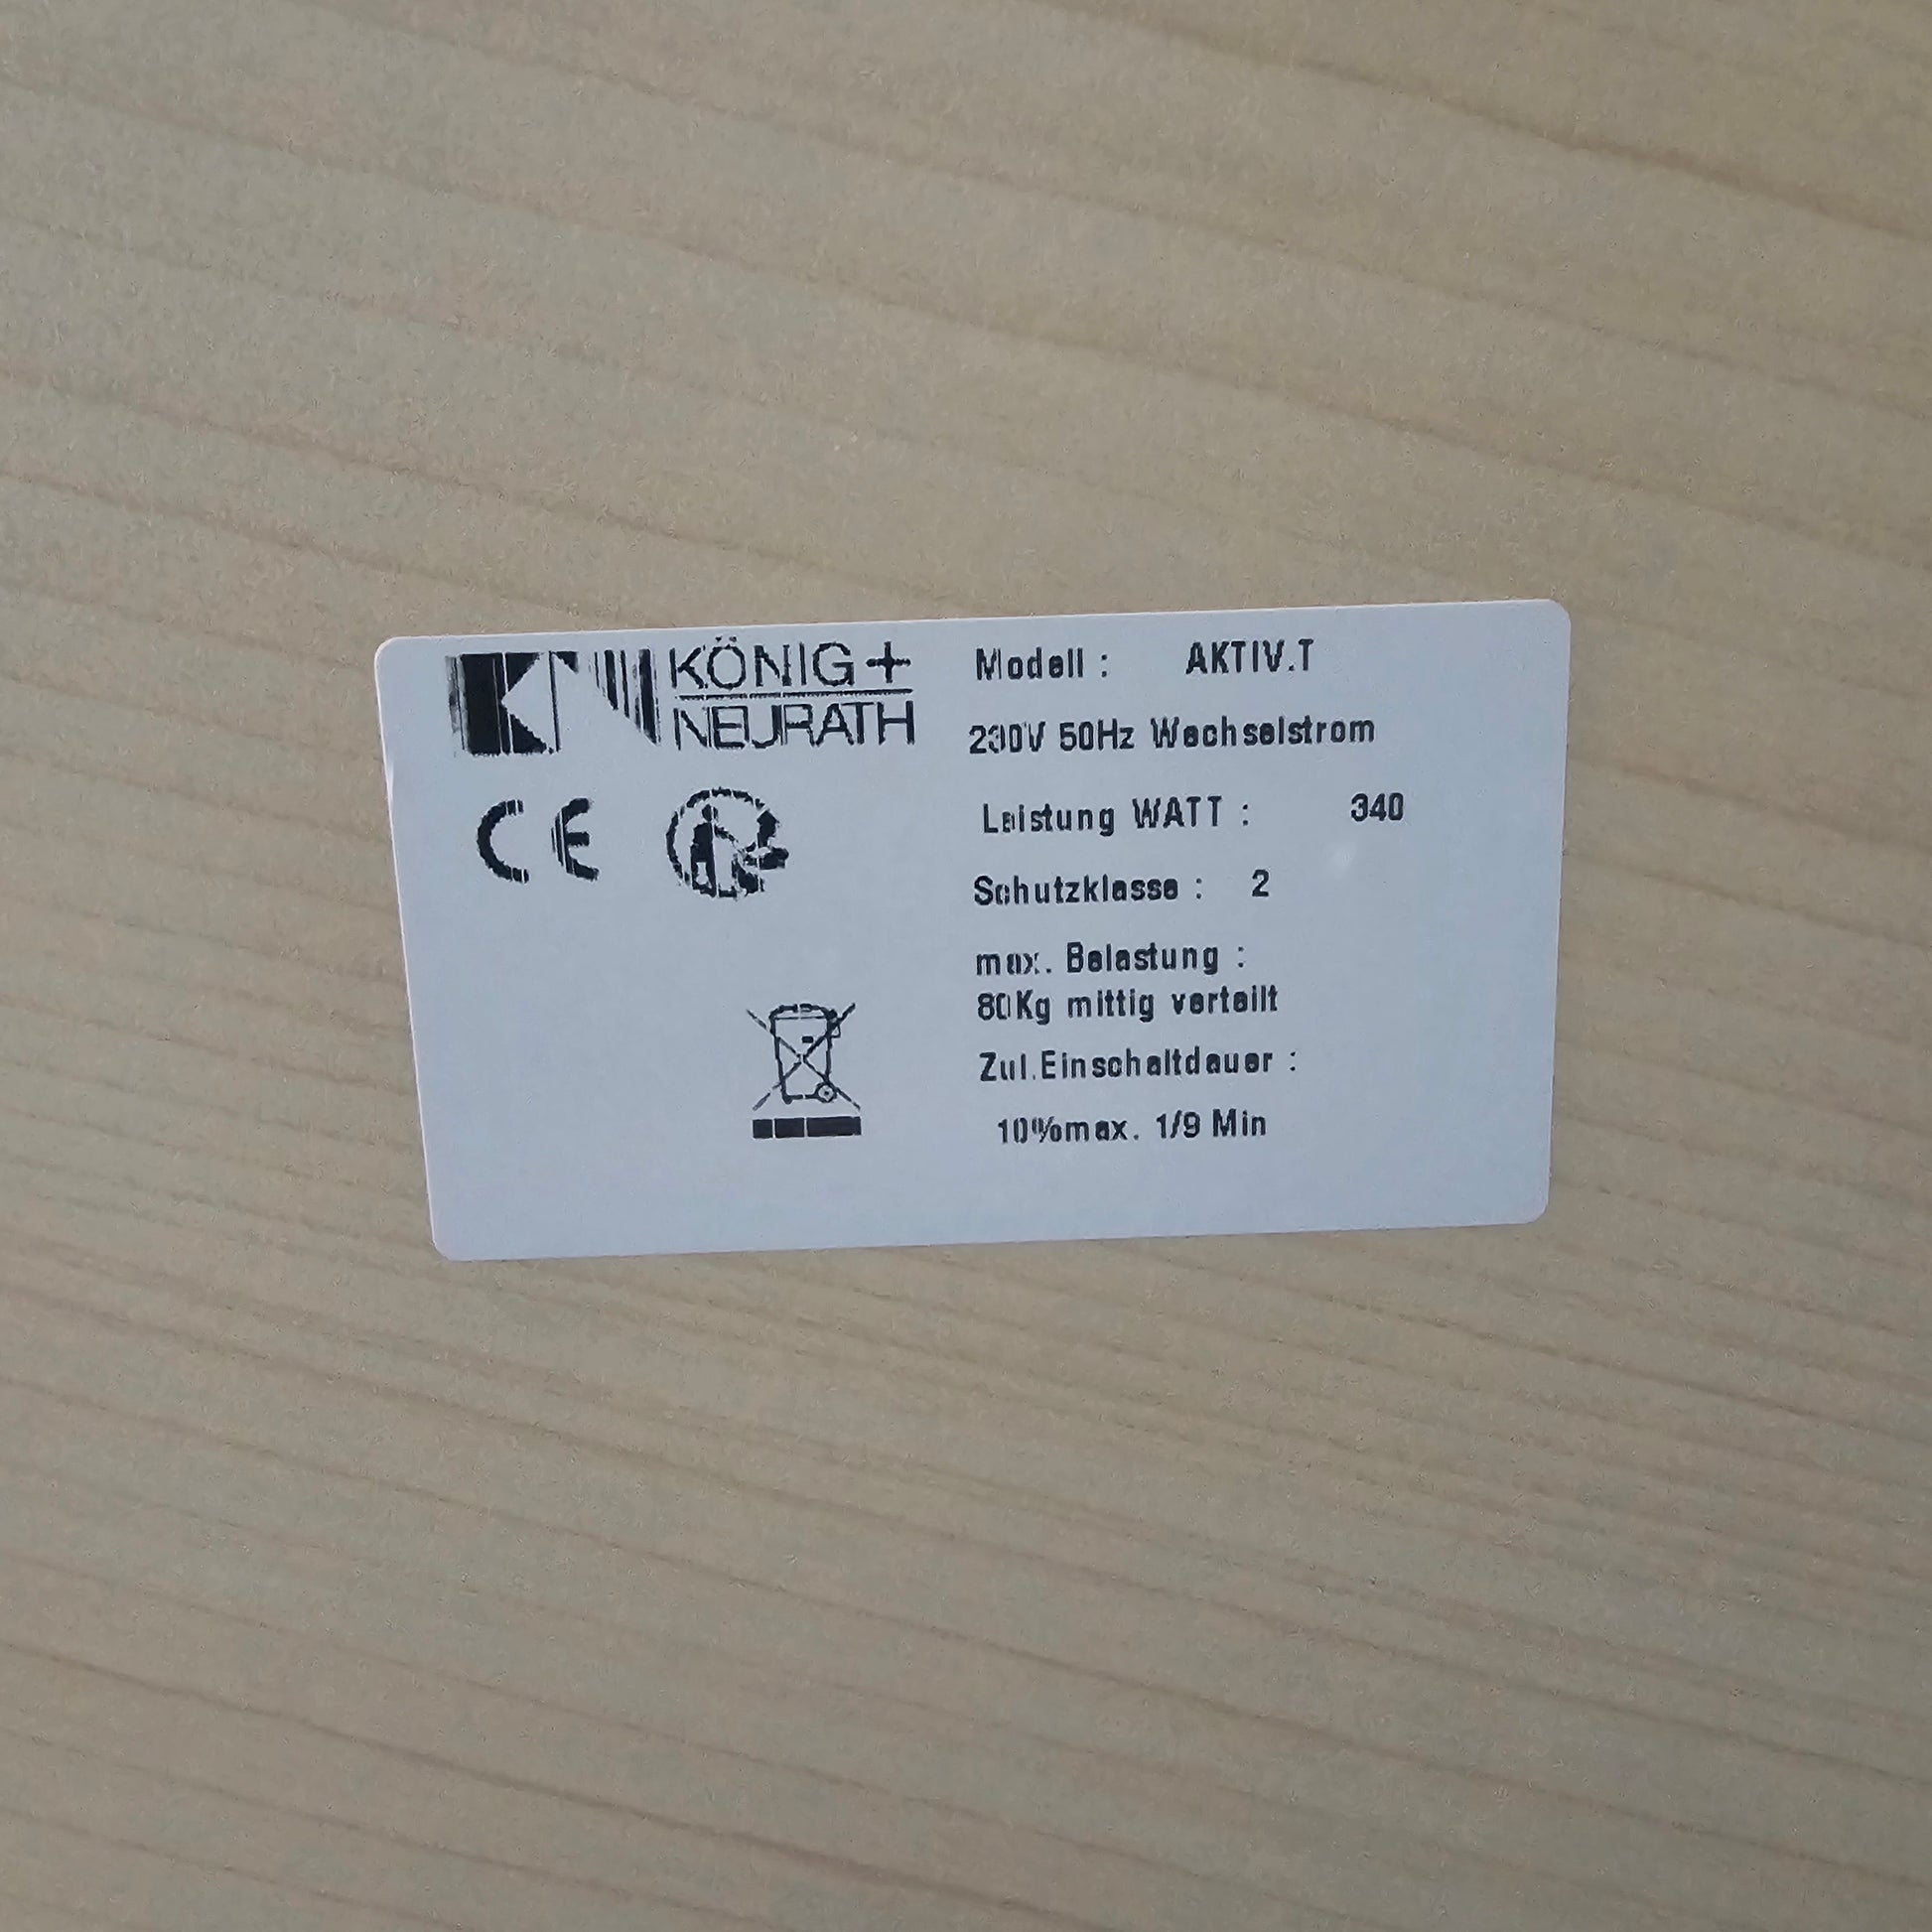 KÖNIG +
NEURATH
CE
Modell : AKTIV.T
230V 50Hz Wechselstrom
Leistung WATT : 340
Schutzklasse : 2
max. Belastung :
80Kg mittig verteilt
Zul.Einschaltdauer :
10%max. 1/9 Min